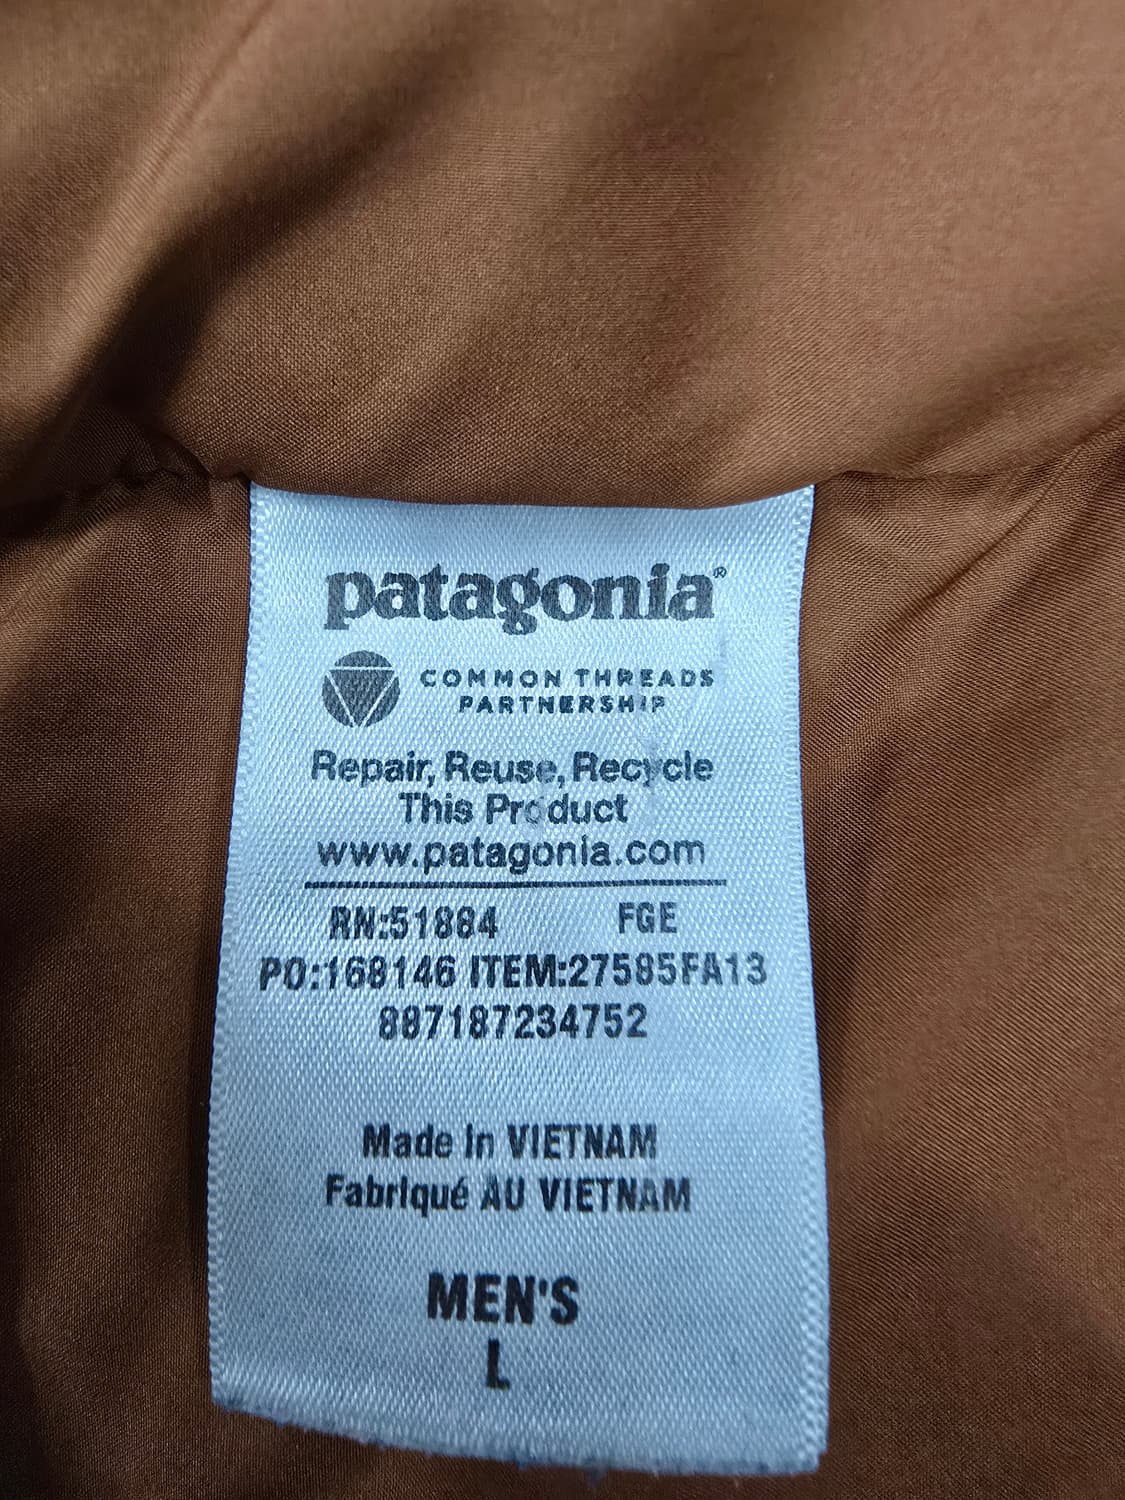 patagonia®
COMMON THREADS
PARTNERSHIP
Repair, Reuse, Recycle
This Product
www.patagonia.com
RN:51884 FGE
PO:168146 ITEM:27585FA13
887187234752
Made In VIETNAM
Fabriqué AU VIETNAM
MEN'S
L